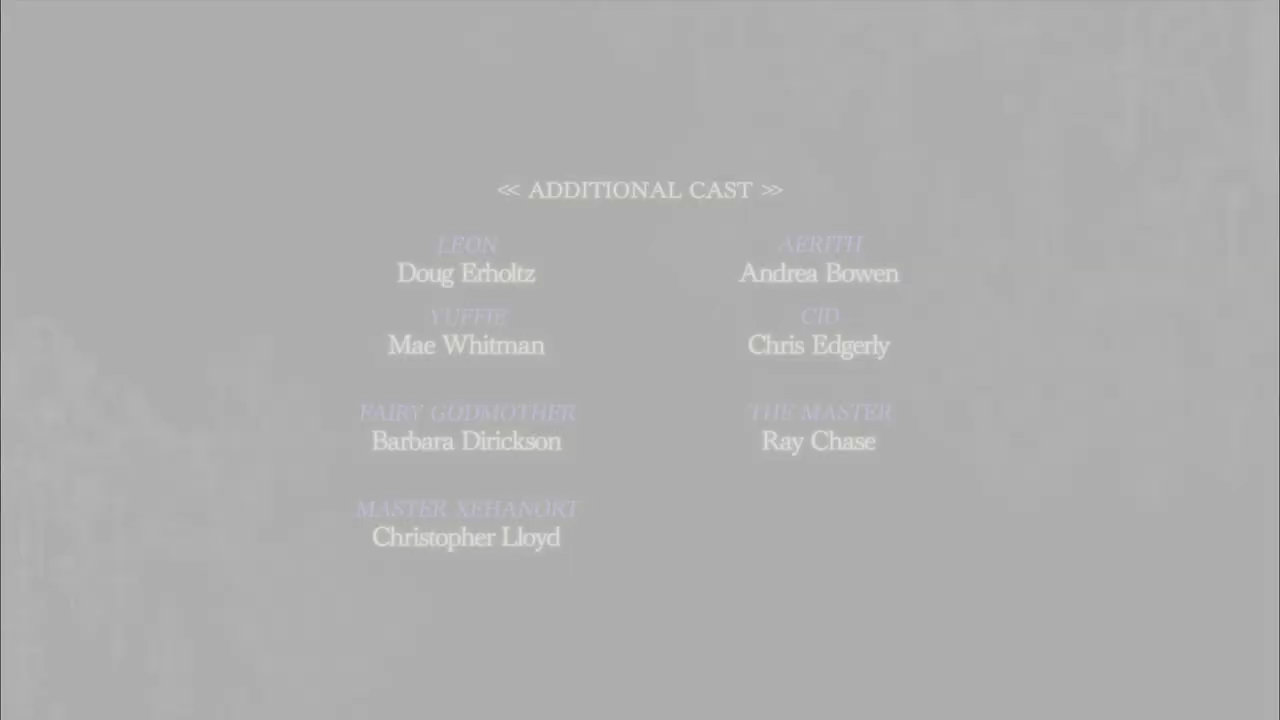 ≪ ADDITIONAL CAST ≫
LEON
Doug Erholtz
AERITH
Andrea Bowen
YUFFIE
Mae Whitman
CID
Chris Edgerly
FAIRY GODMOTHER
Barbara Dirickson
THE MASTER
Ray Chase
MASTER XEHANORT
Christopher Lloyd